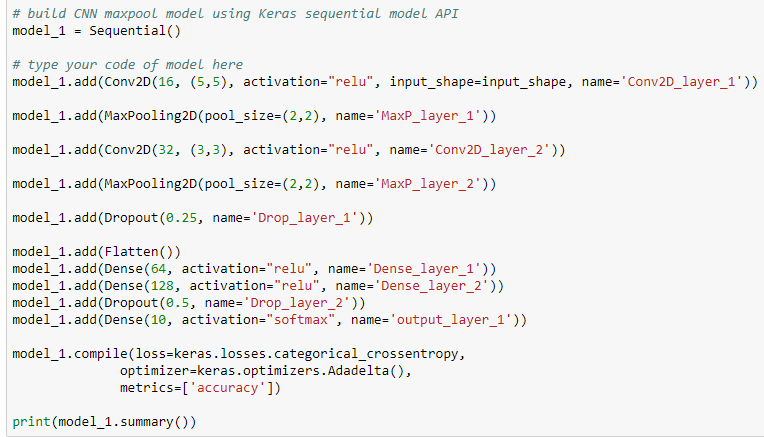 # build CNN maxpool model using Keras sequential model API
model_1 = Sequential()
# type your code of model here
model_1.add(Conv2D(16, (5,5), activation="relu", input_shape=input_shape, name='Conv2D_layer_1'))
model_1.add(MaxPooling2D(pool_size=(2,2), name='MaxP_layer_1'))
model_1.add(Conv2D(32, (3,3), activation="relu", name='Conv2D_layer_2'))
model_1.add(MaxPooling2D(pool_size=(2,2), name='MaxP_layer_2'))
model_1.add(Dropout(0.25, name='Drop_layer_1'))
model_1.add(Flatten())
model_1.add(Dense(64, activation="relu", name='Dense_layer_1'))
model_1.add(Dense(128, activation="relu", name='Dense_layer_2'))
model_1.add(Dropout(0.5, name='Drop_layer_2'))
model_1.add(Dense(10, activation="softmax", name='output_layer_1'))
model_1.compile(loss=keras.losses.categorical_crossentropy,
              optimizer=keras.optimizers.Adadelta(),
              metrics=['accuracy'])
print(model_1.summary())